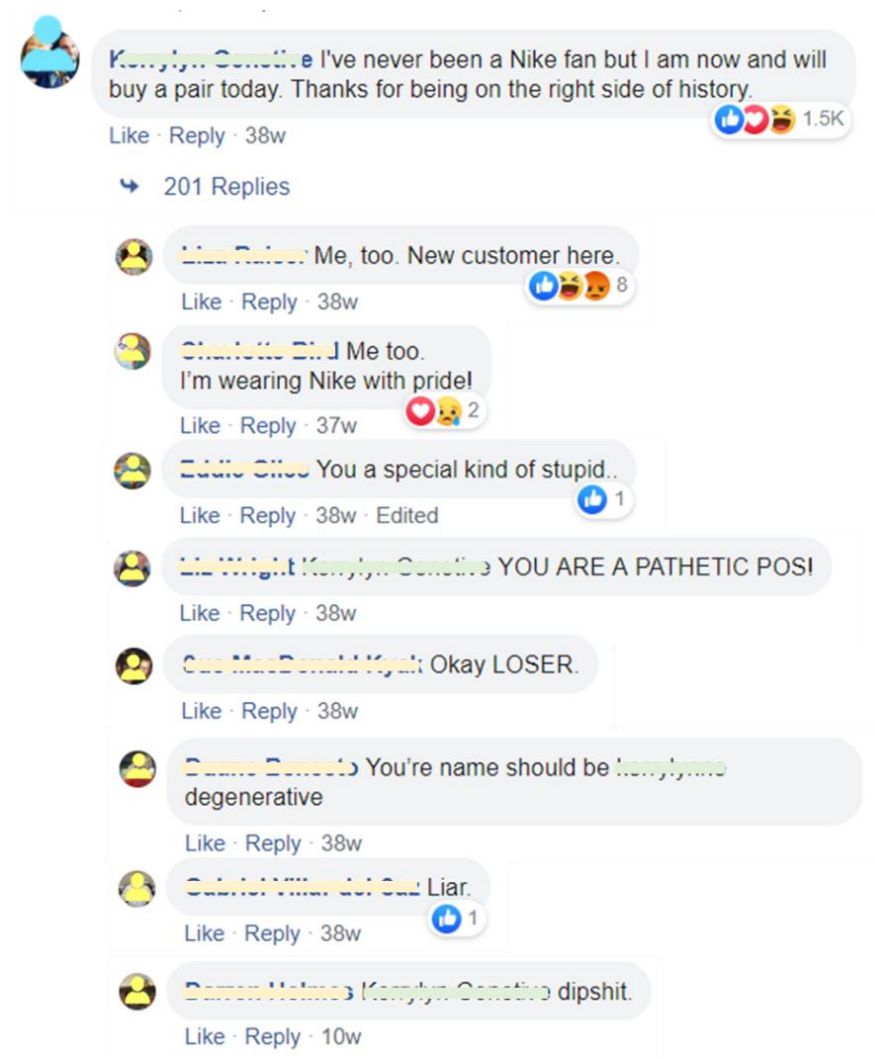 I've never been a Nike fan but I am now and will
buy a pair today. Thanks for being on the right side of history.
1.5K
Like · Reply · 38w
201 Replies
Me, too. New customer here.
8
Like · Reply · 38w
Me too.
I'm wearing Nike with pride!
2
Like · Reply · 37w
You a special kind of stupid..
1
Like · Reply · 38w · Edited
YOU ARE A PATHETIC POS!
Like · Reply · 38w
Okay LOSER.
Like · Reply · 38w
You're name should be
degenerative
Like · Reply · 38w
Liar.
1
Like · Reply · 38w
dipshit.
Like · Reply · 10w